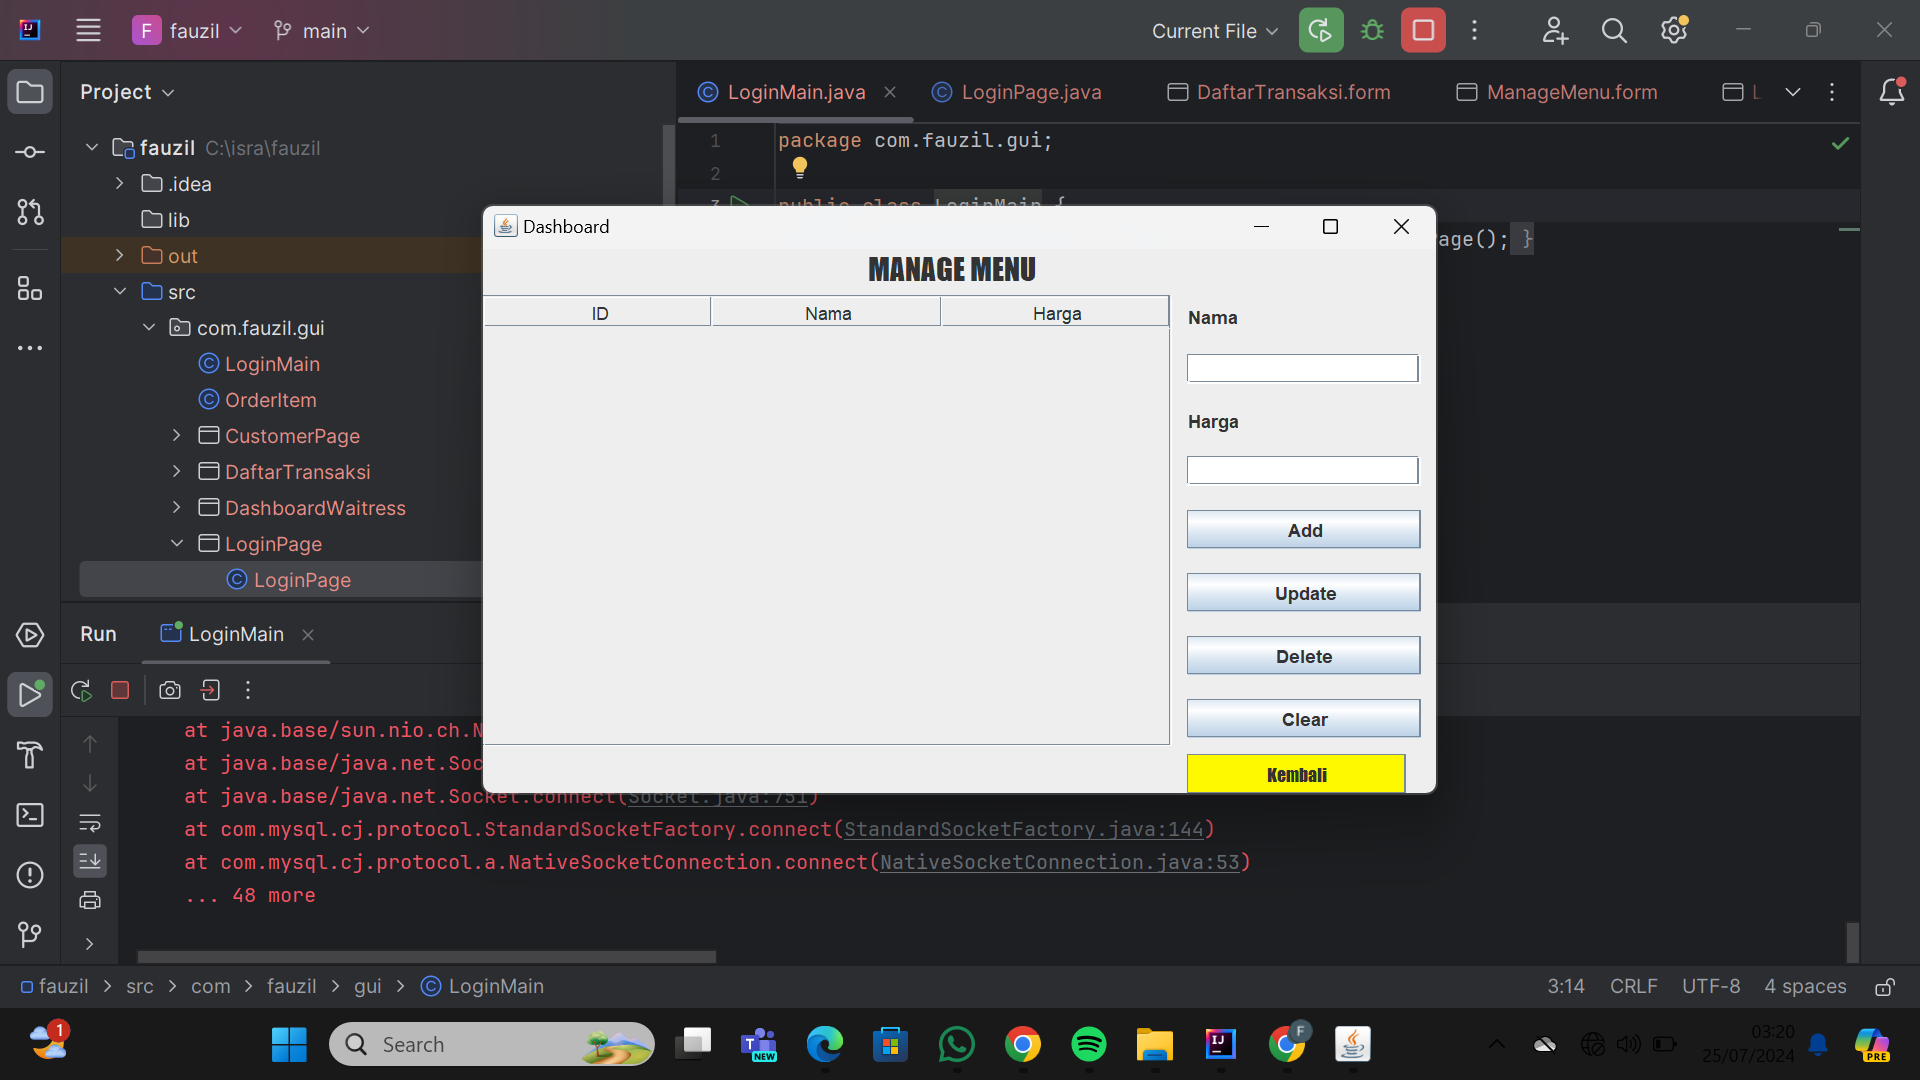 F fauzil main Current File
Project
LoginMain.java LoginPage.java DaftarTransaksi.form ManageMenu.form L
fauzil C:\isra\fauzil
.idea
lib
out
src
com.fauzil.gui
LoginMain
OrderItem
CustomerPage
DaftarTransaksi
DashboardWaitress
LoginPage
LoginPage
1 package com.fauzil.gui;
2
3 public class LoginMain {
age(); }
Dashboard
MANAGE MENU
ID Nama Harga
Nama
Harga
Add
Update
Delete
Clear
Kembali
Run LoginMain
at java.base/sun.nio.ch.N
at java.base/java.net.Soc
at java.base/java.net.Socket.connect(Socket.java:751)
at com.mysql.cj.protocol.StandardSocketFactory.connect(StandardSocketFactory.java:144)
at com.mysql.cj.protocol.a.NativeSocketConnection.connect(NativeSocketConnection.java:53)
... 48 more
fauzil > src > com > fauzil > gui > LoginMain 3:14 CRLF UTF-8 4 spaces
1 Search T NEW IJ F 03:20
25/07/2024 PRE